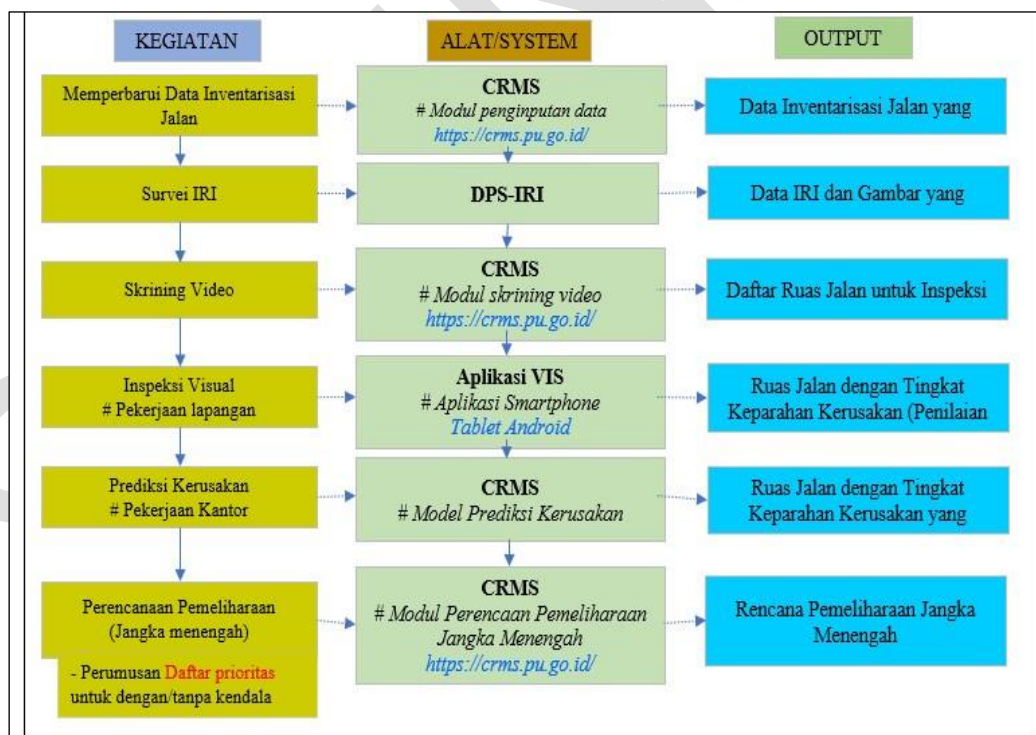 KEGIATAN
ALAT/SYSTEM
OUTPUT
Memperbarui Data Inventarisasi
Jalan
CRMS
# Modul penginputan data
https://crms.pu.go.id/
Data Inventarisasi Jalan yang
Survei IRI
DPS-IRI
Data IRI dan Gambar yang
Skrining Video
CRMS
# Modul skrining video
https://crms.pu.go.id/
Daftar Ruas Jalan untuk Inspeksi
Inspeksi Visual
# Pekerjaan lapangan
Aplikasi VIS
# Aplikasi Smartphone
Tablet Android
Ruas Jalan dengan Tingkat
Keparahan Kerusakan (Penilaian
Prediksi Kerusakan
# Pekerjaan Kantor
CRMS
# Model Prediksi Kerusakan
Ruas Jalan dengan Tingkat
Keparahan Kerusakan yang
Perencanaan Pemeliharaan
(Jangka menengah)
- Perumusan Daftar prioritas
untuk dengan/tanpa kendala
CRMS
# Modul Perencaan Pemeliharaan
Jangka Menengah
https://crms.pu.go.id/
Rencana Pemeliharaan Jangka
Menengah